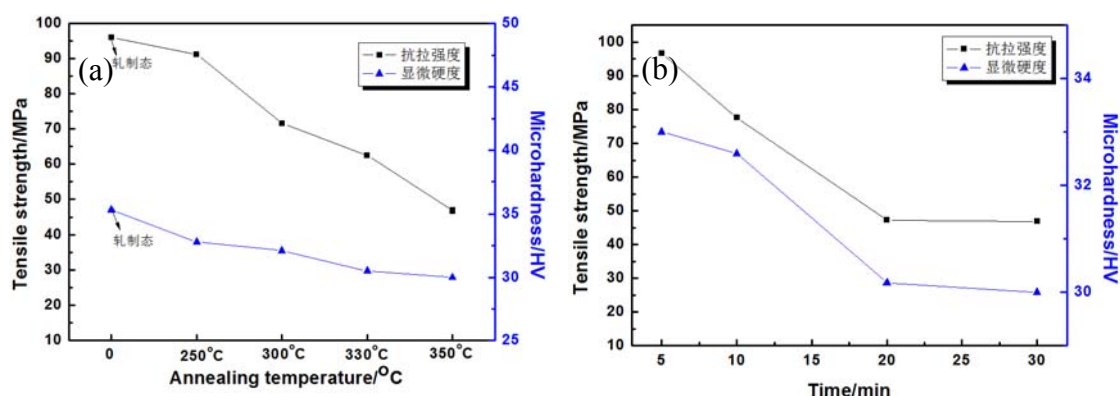 (a)
抗拉强度
显微硬度
轧制态
轧制态
Tensile strength/MPa
100
90
80
70
60
50
40
30
20
10
Microhardness/HV
50
45
40
35
30
25
0
250°C
300°C
330°C
350°C
Annealing temperature/°C
(b)
抗拉强度
显微硬度
Tensile strength/MPa
100
90
80
70
60
50
40
30
20
10
Microhardness/HV
34
32
30
5
10
15
20
25
30
Time/min